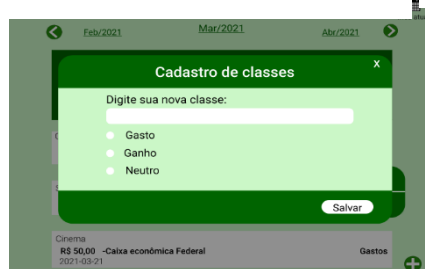 Feb/2021 Mar/2021 Abr/2021
Cadastro de classes x
Digite sua nova classe:
Gasto
Ganho
Neutro
Salvar
Cinema
R$ 50,00 -Caixa econômica Federal Gastos
2021-03-21